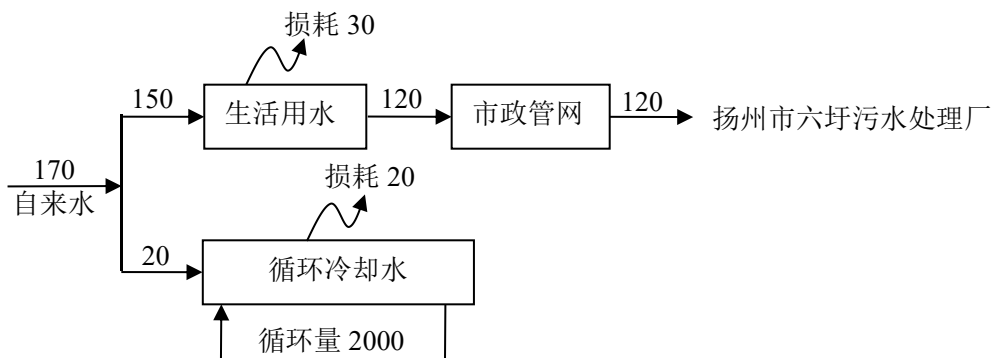 损耗 30
150
生活用水
120
市政管网
120
扬州市六圩污水处理厂
170
自来水
损耗 20
20
循环冷却水
循环量 2000